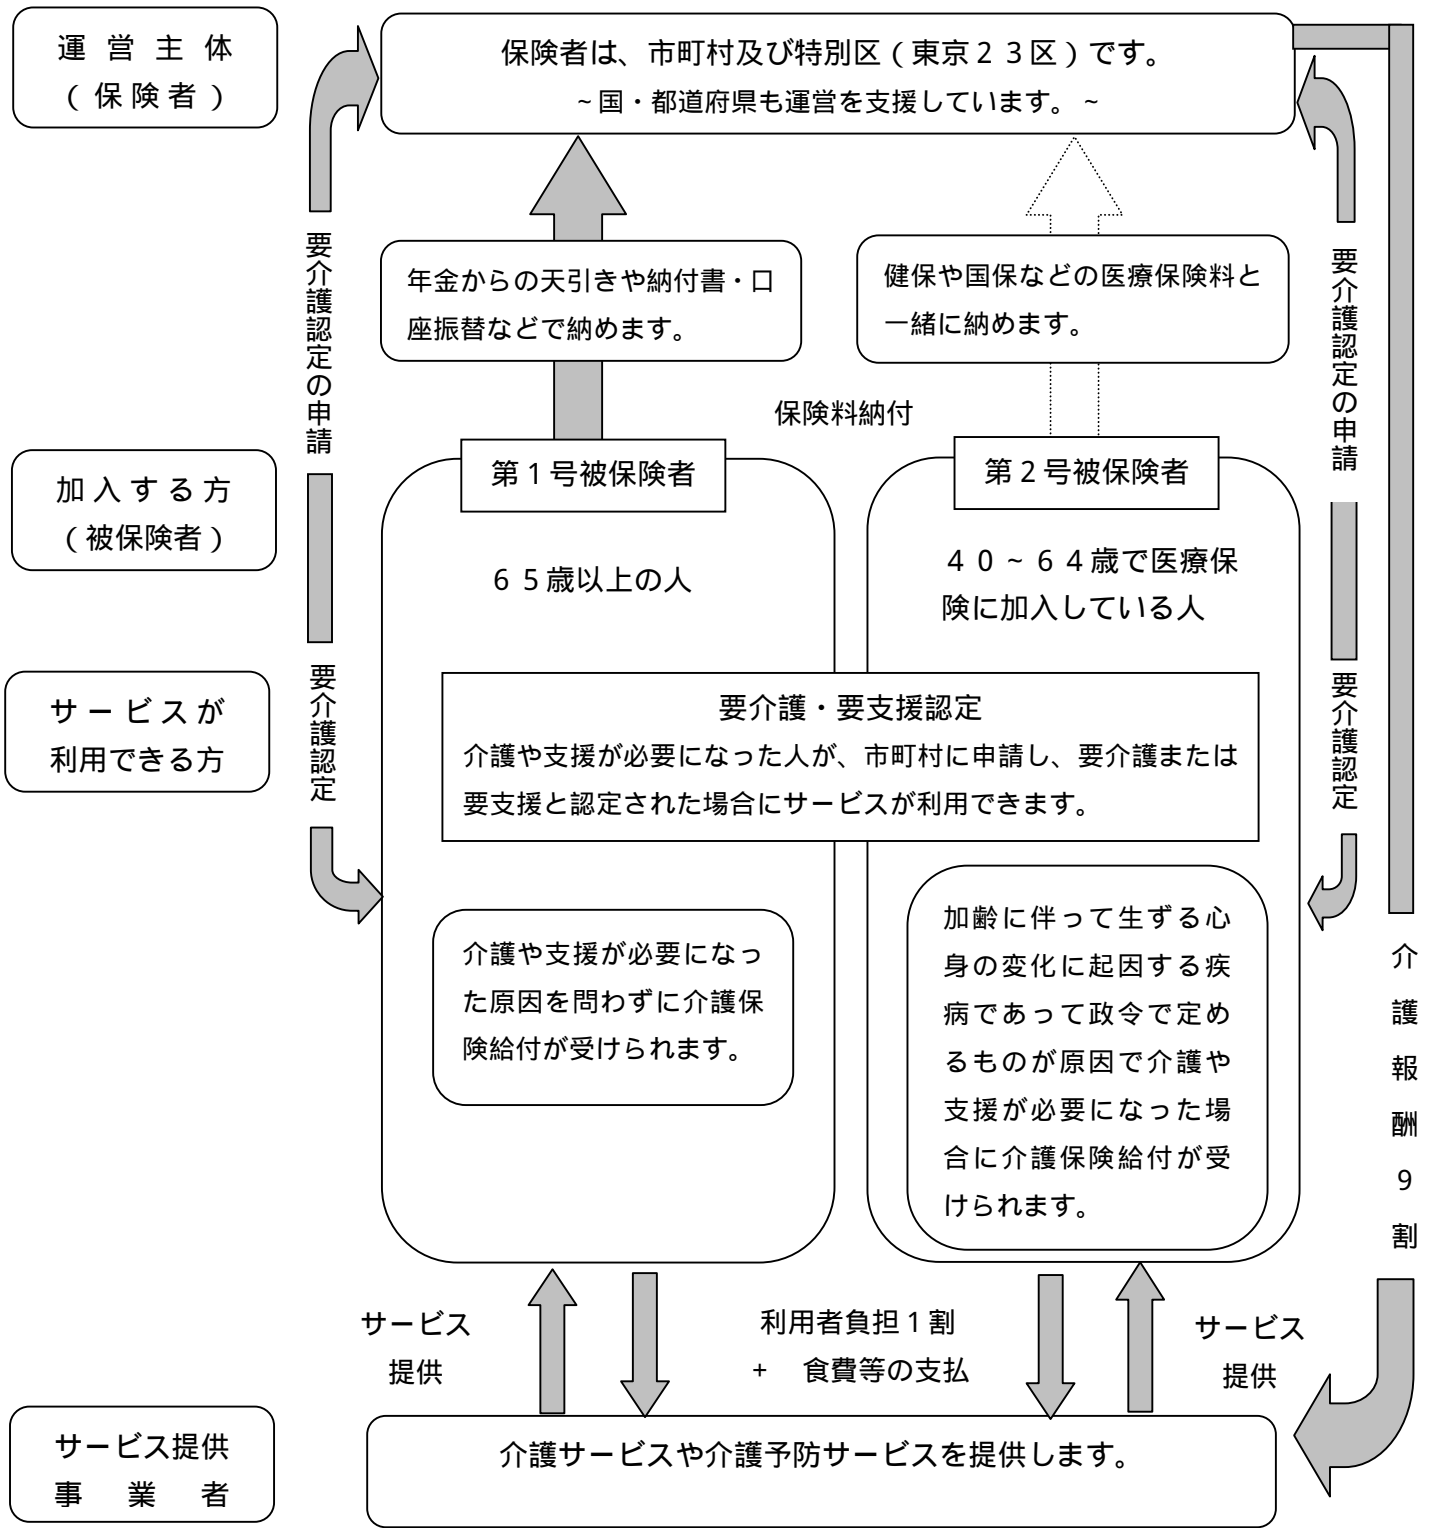 運営主体
（保険者）
保険者は、市町村及び特別区（東京２３区）です。
~国・都道府県も運営を支援しています。~
要介護認定の申請
年金からの天引きや納付書・口
座振替などで納めます。
健保や国保などの医療保険料と
一緒に納めます。
要介護認定の申請
保険料納付
加入する方
（被保険者）
第1号被保険者
６５歳以上の人
第2号被保険者
４０~６４歳で医療保
険に加入している人
サービスが
利用できる方
要介護認定
要介護・要支援認定
介護や支援が必要になった人が、市町村に申請し、要介護または
要支援と認定された場合にサービスが利用できます。
要介護認定
介護や支援が必要になっ
た原因を問わずに介護保
険給付が受けられます。
加齢に伴って生ずる心
身の変化に起因する疾
病であって政令で定め
るものが原因で介護や
支援が必要になった場
合に介護保険給付が受
けられます。
介護報酬9割
サービス
提供
利用者負担1割
+　食費等の支払
サービス
提供
サービス提供
事業者
介護サービスや介護予防サービスを提供します。